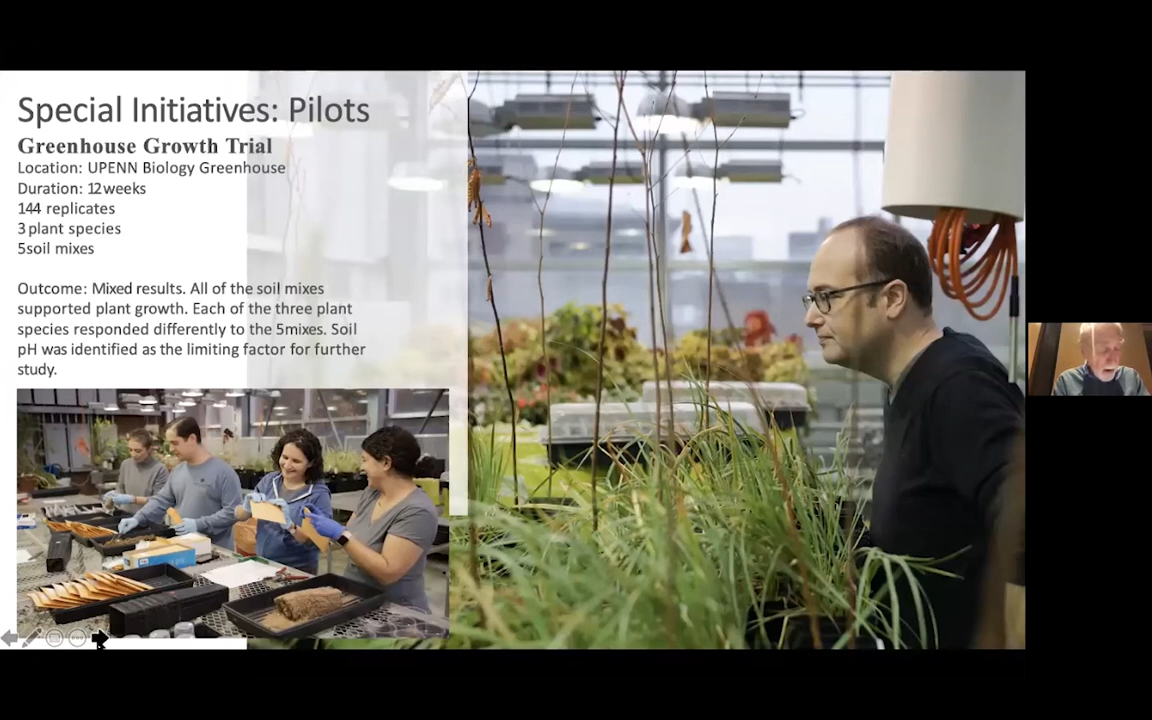 Special Initiatives: Pilots
Greenhouse Growth Trial
Location: UPENN Biology Greenhouse
Duration: 12weeks
144 replicates
3plant species
5soil mixes
Outcome: Mixed results. All of the soil mixes
supported plant growth. Each of the three plant
species responded differently to the 5mixes. Soil
pH was identified as the limiting factor for further
study.